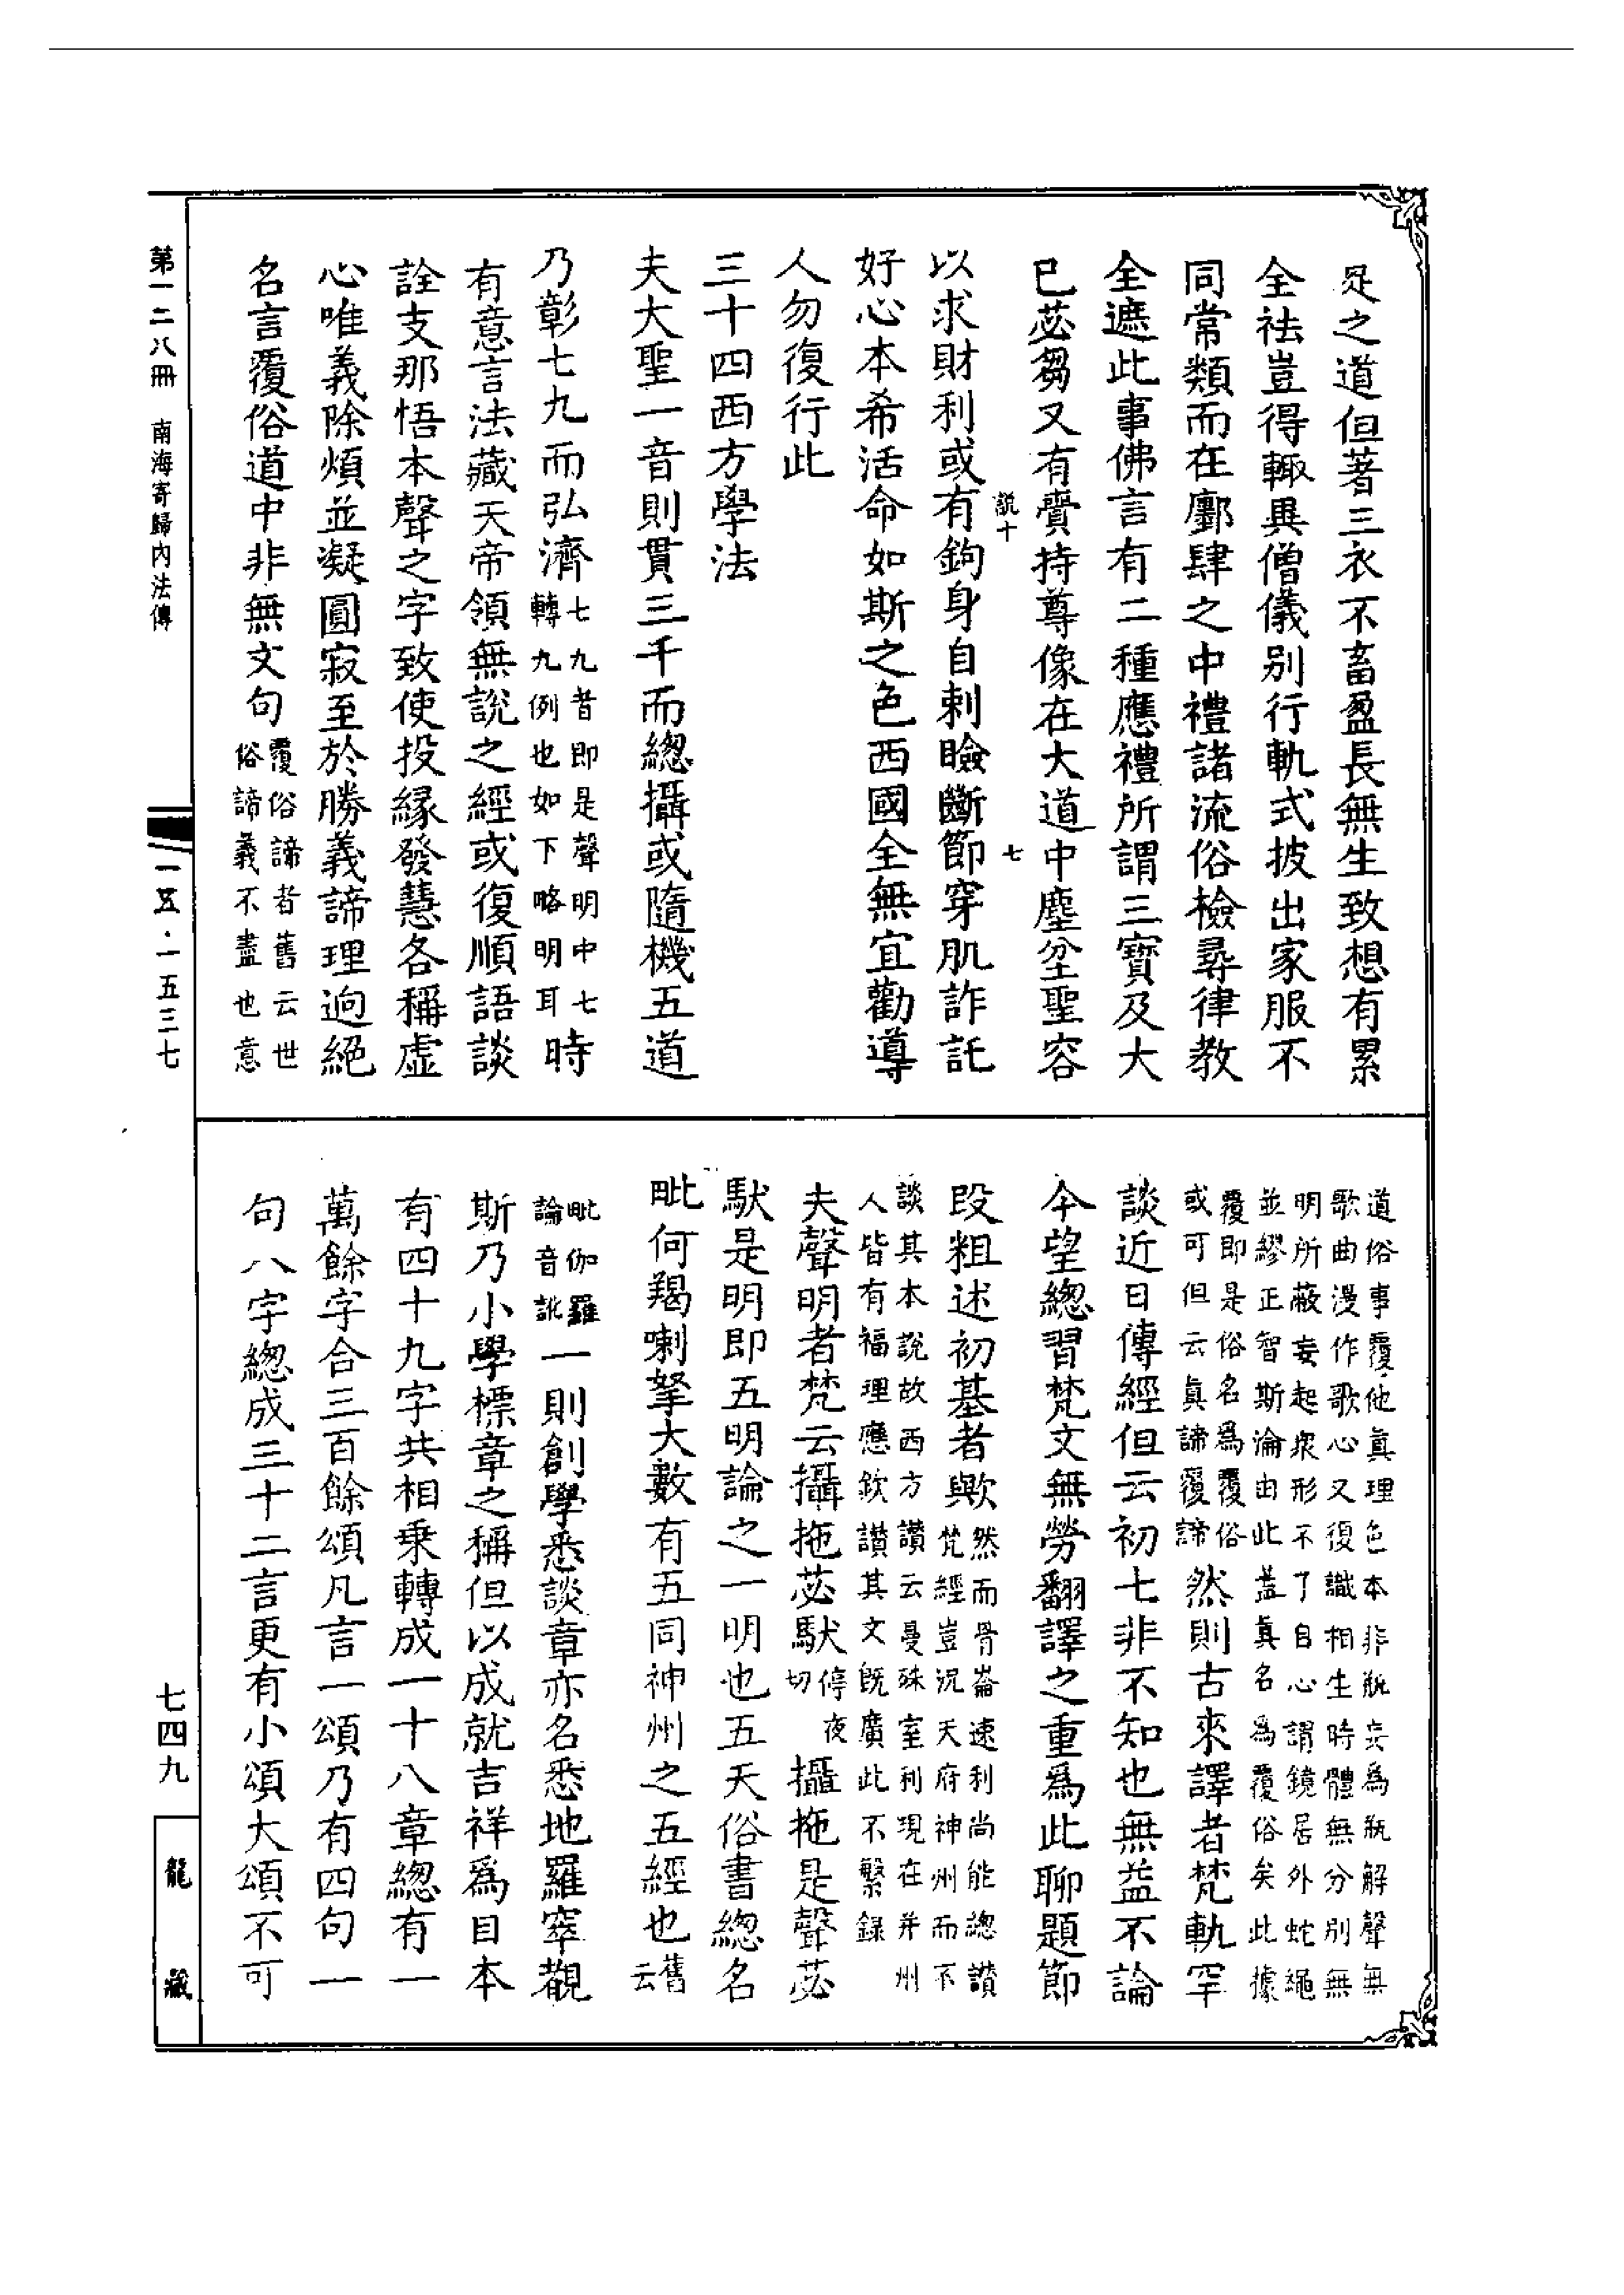 是之道但著三衣不畜盈長無生致想有累
全祛豈得輙異僧儀别行軌式披出家服不
同常類而在廛肆之中禮諸流俗檢尋律教
全遮此事佛言有二種應禮所謂三寶及大
已苾芻又有賷持尊像在大道中塵坌聖容
說十 七
以求財利或有鉤身自刺瞼斷節穿肌詐託
好心本希活命如斯之色西國全無宜勸導
人勿復行此
三十四西方學法
夫大聖一音則貫三千而總攝或隨機五道
乃彰七九而弘濟七九者即是聲明中七轉九例也如下略明耳時
有意言法藏天帝領無說之經或復順語談
詮支那悟本聲之字致使投緣發慧各稱虛
心唯義除煩並凝圓寂至於勝義諦理逈絕
名言覆俗道中非無文句覆俗諦者舊云世俗諦義不盡也意
道俗事覆他真理色本非瓶妄為瓶解聲無
歌曲漫作歌心又復識相生時體無分別無
明所蔽妄起衆形不了自心謂鏡居外蛇繩
並繆正智斯淪由此蓋真名為覆俗矣此據
覆即是俗名為覆俗或可但云真諦覆諦然則古來譯者梵軌罕
談近日傳經但云初七非不知也無益不論
今望總習梵文無勞翻譯之重為此聊題節
段粗述初基者歟然而骨崙速利尚能總讀梵經豈況天府神州而不
談其本說故西方讚云曼殊室利現在并州
人皆有福理應欽讚其文既廣此不繁錄
夫聲明者梵云攝拖苾馱停夜切攝拖是聲苾
馱是明即五明論之一明也五天俗書總名
毗何羯喇拏大數有五同神州之五經也舊云
毗伽羅論音訛一則創學悉談章亦名悉地羅窣覩
斯乃小學標章之稱但以成就吉祥為目本
有四十九字共相乘轉成一十八章總有一
萬餘字合三百餘頌凡言一頌乃有四句一
句八字總成三十二言更有小頌大頌不可
第一二八冊 南海寄歸內法傳
一五·一五三七
七四九
龍藏